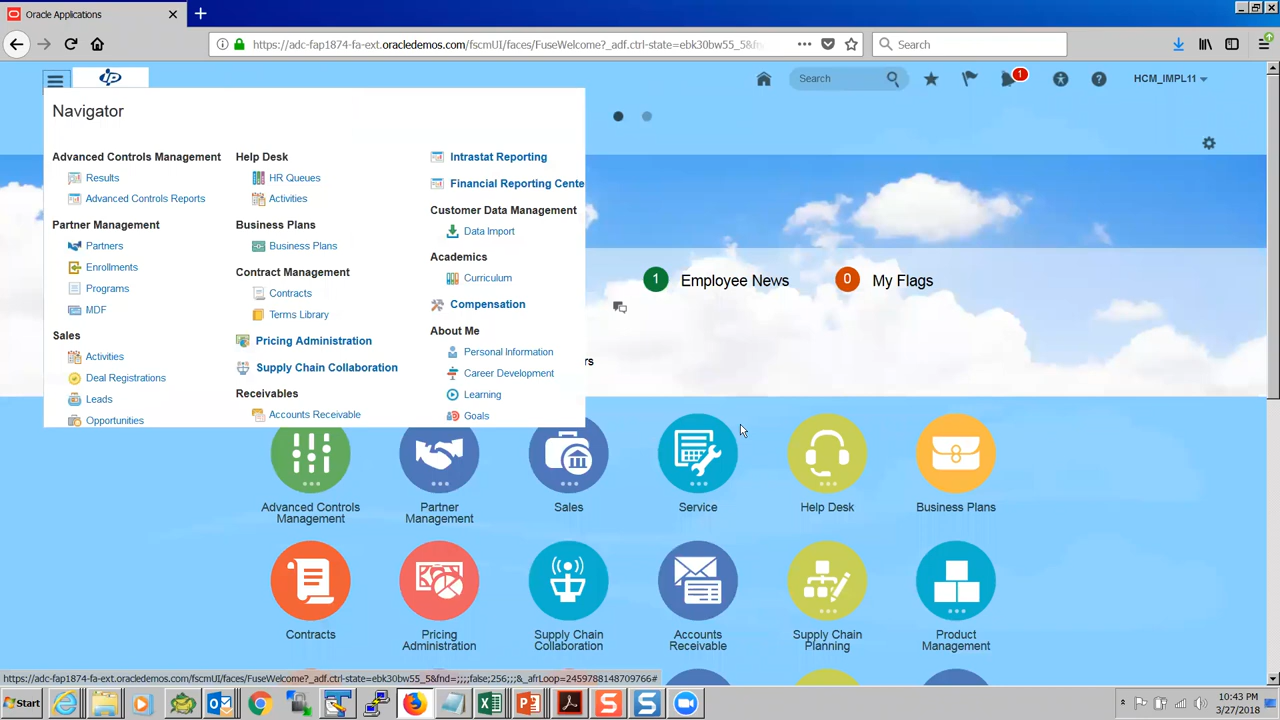 Oracle Applications
https://adc-fap1874-fa-ext.oracledemos.com/fscmUI/faces/FuseWelcome?_adf.ctrl-state=ebk30bw55_5&fn
Search
Search
1
HCM_IMPL11
Navigator
Advanced Controls Management
Results
Advanced Controls Reports
Partner Management
Partners
Enrollments
Programs
MDF
Sales
Activities
Deal Registrations
Leads
Opportunities
Help Desk
HR Queues
Activities
Business Plans
Business Plans
Contract Management
Contracts
Terms Library
Pricing Administration
Supply Chain Collaboration
Receivables
Accounts Receivable
Intrastat Reporting
Financial Reporting Cente
Customer Data Management
Data Import
Academics
Curriculum
Compensation
About Me
Personal Information
Career Development
Learning
Goals
1 Employee News
0 My Flags
rs
Advanced Controls
Management
Partner
Management
Sales
Service
Help Desk
Business Plans
Contracts
Pricing
Administration
Supply Chain
Collaboration
Accounts
Receivable
Supply Chain
Planning
Product
Management
https://adc-fap1874-fa-ext.oracledemos.com/fscmUI/faces/FuseWelcome?_adf.ctrl-state=ebk30bw55_5&fnd=;;;;false;256;;;&_afrLoop=2459788148709766#
Start
10:43 PM
3/27/2018